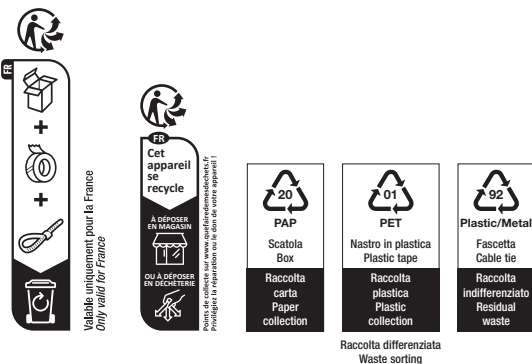 FR
Valable uniquement pour la France
Only valid for France
FR
Cet
appareil
se
recycle
À DÉPOSER
EN MAGASIN
OU À DÉPOSER
EN DÉCHÈTERIE
Points de collecte sur www.quefairedemesdechets.fr
Privilégiez la réparation ou le don de votre appareil !
20
PAP
Scatola
Box
Raccolta
carta
Paper
collection
01
PET
Nastro in plastica
Plastic tape
Raccolta
plastica
Plastic
collection
92
Plastic/Metal
Fascetta
Cable tie
Raccolta
indifferenziato
Residual
waste
Raccolta differenziata
Waste sorting